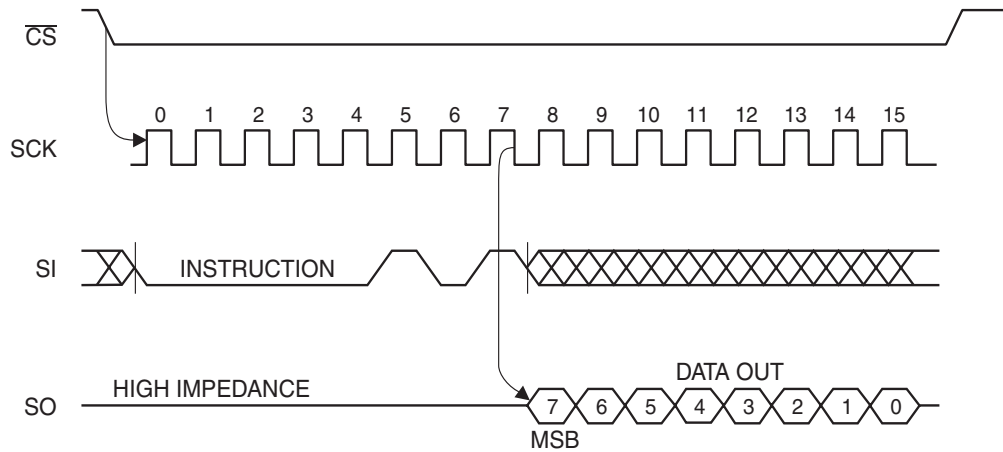 CS
0 1 2 3 4 5 6 7 8 9 10 11 12 13 14 15
SCK
SI INSTRUCTION
HIGH IMPEDANCE DATA OUT
SO 7 6 5 4 3 2 1 0
MSB